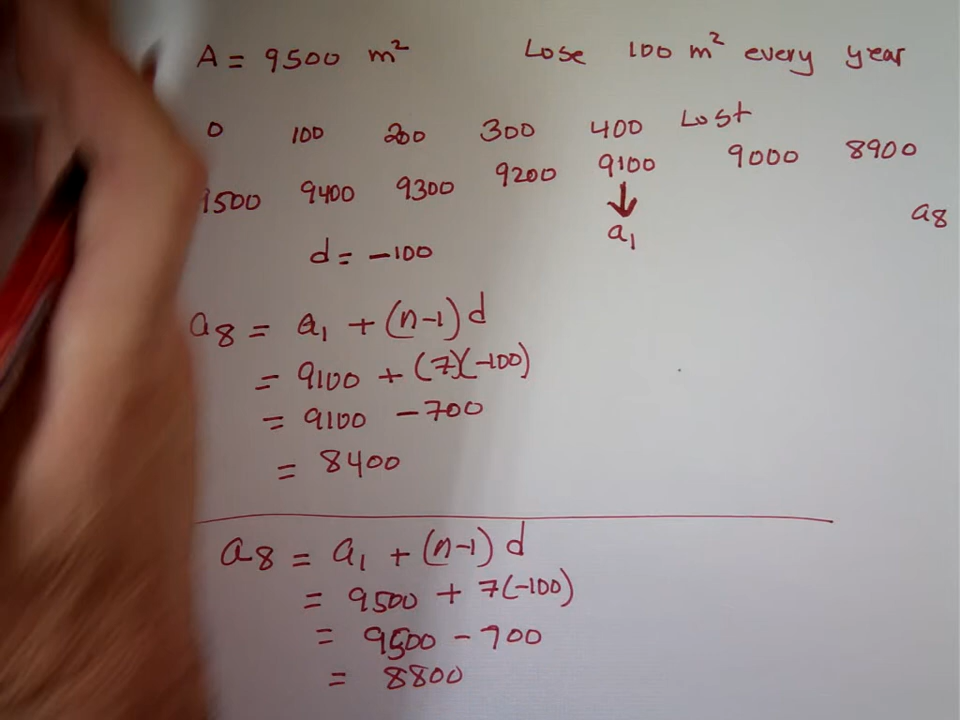 A = 9500 m² Lose 100 m² every year
0 100 200 300 400 Lost
9500 9400 9300 9200 9100 9000 8900
↓
a₁ a₈
d = -100
a₈ = a₁ + (n-1) d
= 9100 + (7)(-100)
= 9100 - 700
= 8400
a₈ = a₁ + (n-1) d
= 9500 + 7(-100)
= 9500 - 700
= 8800